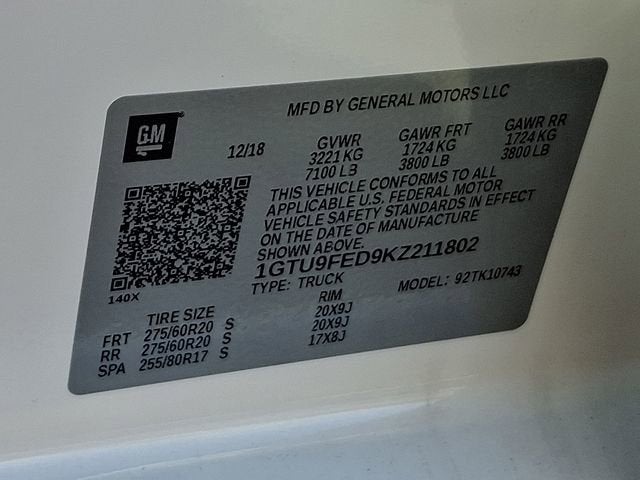 MFD BY GENERAL MOTORS LLC
GM
12/18 GVWR GAWR FRT GAWR RR
3221 KG 1724 KG 1724 KG
7100 LB 3800 LB 3800 LB
THIS VEHICLE CONFORMS TO ALL
APPLICABLE U.S. FEDERAL MOTOR
VEHICLE SAFETY STANDARDS IN EFFECT
ON THE DATE OF MANUFACTURE
SHOWN ABOVE.
1GTU9FED9KZ211802
TYPE: TRUCK MODEL: 92TK10743
140X
TIRE SIZE RIM
FRT 275/60R20 S 20X9J
RR 275/60R20 S 20X9J
SPA 255/80R17 S 17X8J